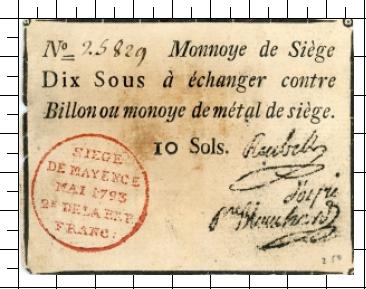 No 25829 Monnoye de Siège
Dix Sous à échanger contre
Billon ou monoye de métal de siège.
10 Sols.
SIEGE
DE MAYENCE
MAI 1793
2e DE LA REP.
FRANC: